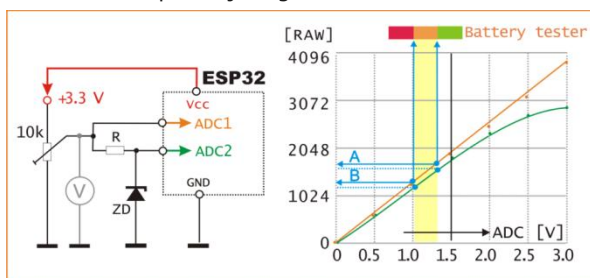 ESP32
Vcc
+3.3 V
10k
R
ADC1
ADC2
V
ZD
GND
[RAW]
Battery tester
4096
3072
2048
1024
0
A
B
ADC [V]
0 0.5 1.0 1.5 2.0 2.5 3.0